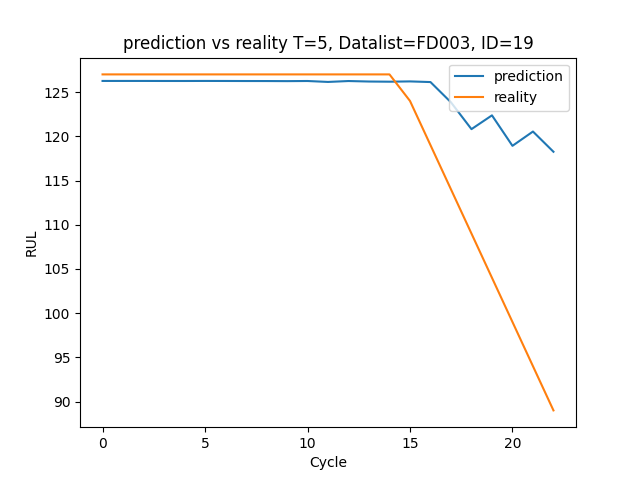 prediction vs reality T=5, Datalist=FD003, ID=19
prediction
reality
RUL
125
120
115
110
105
100
95
90
0 5 10 15 20
Cycle